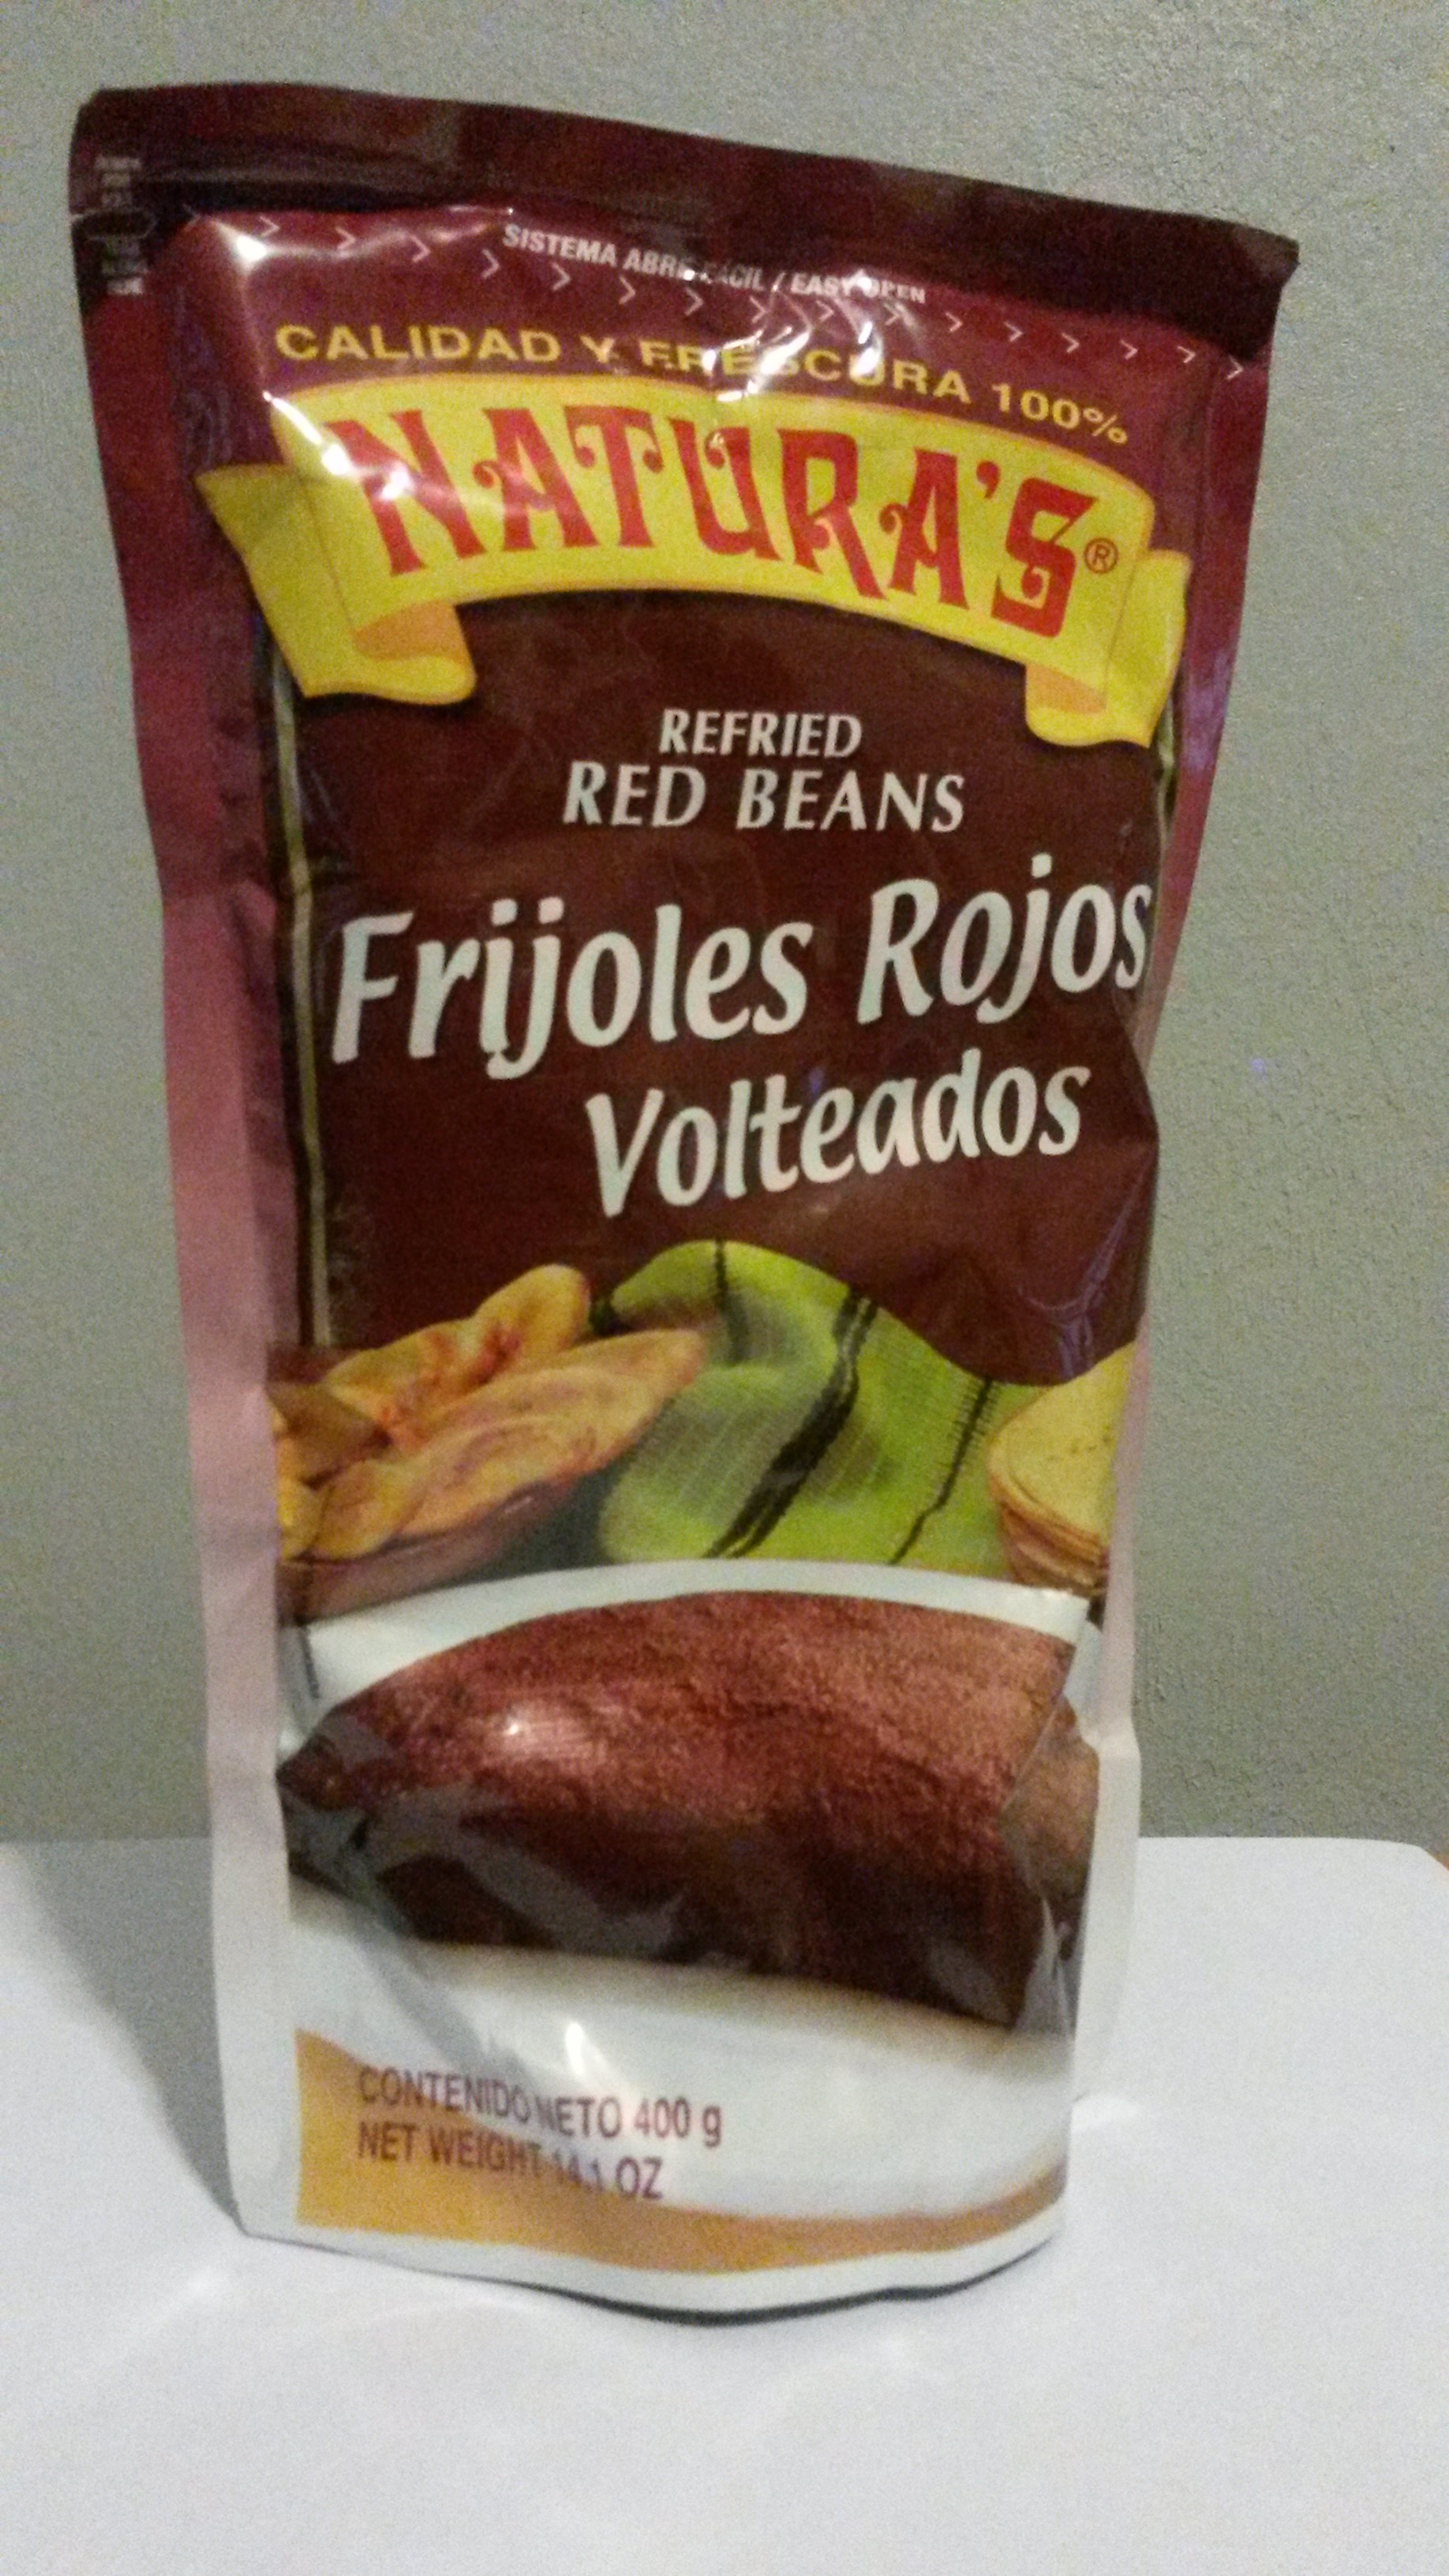 SISTEMA ABRE FÁCIL / EASY OPEN
CALIDAD Y FRESCURA 100%
NATURA'S®
REFRIED
RED BEANS
Frijoles Rojos
Volteados
CONTENIDO NETO 400 g
NET WEIGHT 14.1 OZ